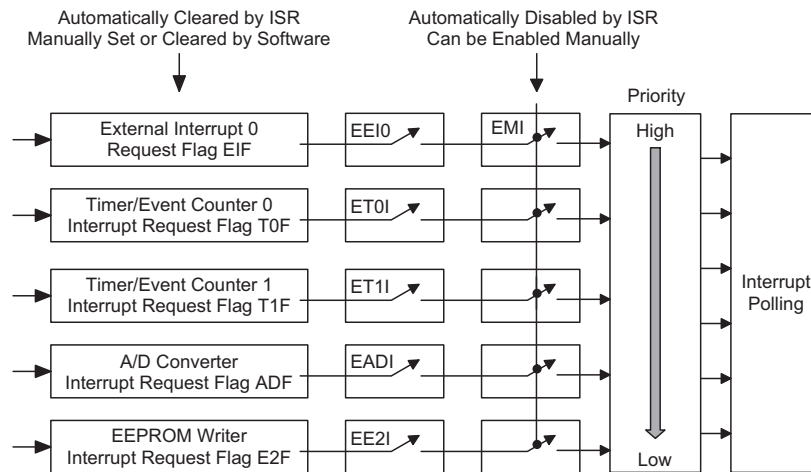 Automatically Cleared by ISR
Manually Set or Cleared by Software
Automatically Disabled by ISR
Can be Enabled Manually
Priority
External Interrupt 0
Request Flag EIF
EEI0
EMI
High
Timer/Event Counter 0
Interrupt Request Flag T0F
ET0I
Timer/Event Counter 1
Interrupt Request Flag T1F
ET1I
Interrupt
Polling
A/D Converter
Interrupt Request Flag ADF
EADI
EEPROM Writer
Interrupt Request Flag E2F
EE2I
Low